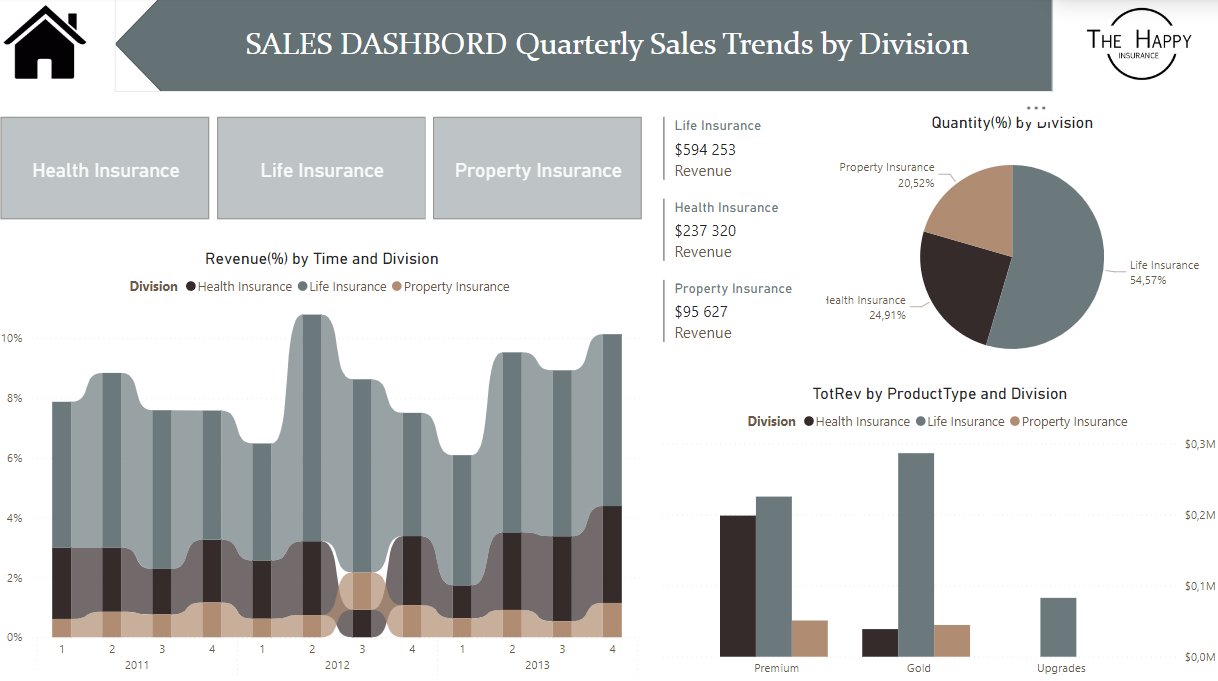 SALES DASHBORD Quarterly Sales Trends by Division
THE HAPPY
INSURANCE
Health Insurance
Life Insurance
Property Insurance
Life Insurance
$594 253
Revenue
Health Insurance
$237 320
Revenue
Property Insurance
$95 627
Revenue
Quantity(%) by Division
Property Insurance
20,52%
Life Insurance
54,57%
Health Insurance
24,91%
Revenue(%) by Time and Division
Division Health Insurance Life Insurance Property Insurance
10%
8%
6%
4%
2%
0%
1 2 3 4 1 2 3 4 1 2 3 4
2011 2012 2013
TotRev by ProductType and Division
Division Health Insurance Life Insurance Property Insurance
$0,3M
$0,2M
$0,1M
$0,0M
Premium Gold Upgrades